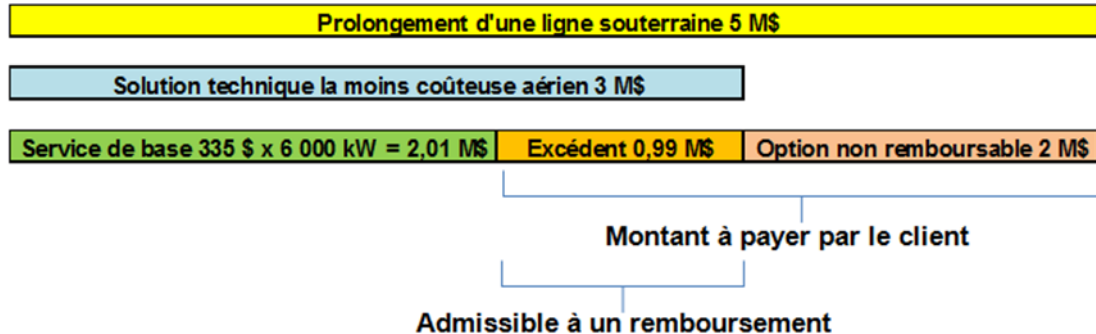 Prolongement d'une ligne souterraine 5 M$
Solution technique la moins coûteuse aérien 3 M$
Service de base 335 $ x 6 000 kW = 2,01 M$ Excédent 0,99 M$ Option non remboursable 2 M$
Montant à payer par le client
Admissible à un remboursement